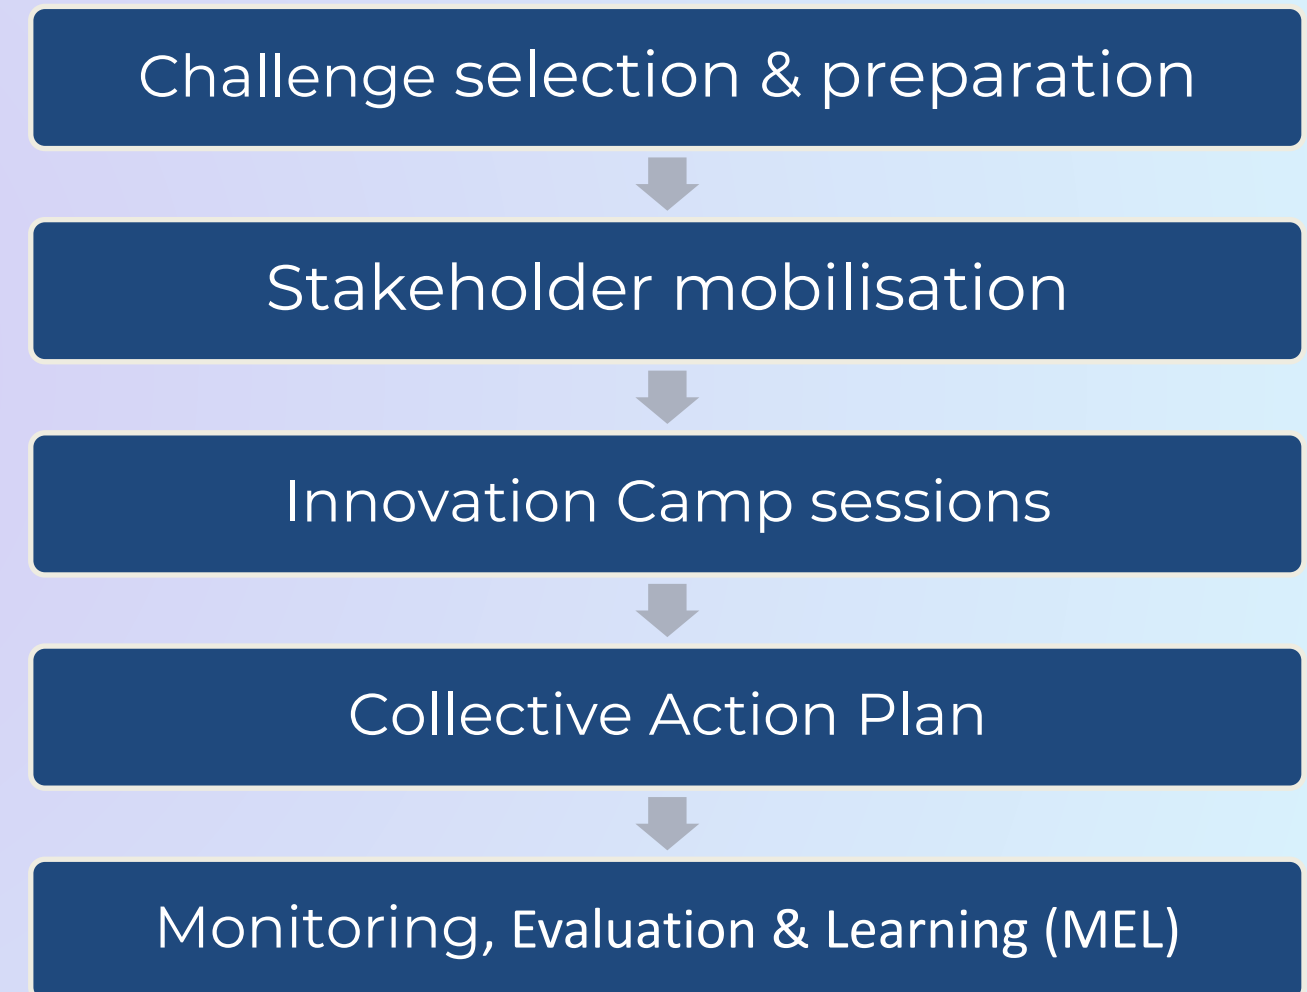 Challenge selection & preparation
Stakeholder mobilisation
Innovation Camp sessions
Collective Action Plan
Monitoring, Evaluation & Learning (MEL)